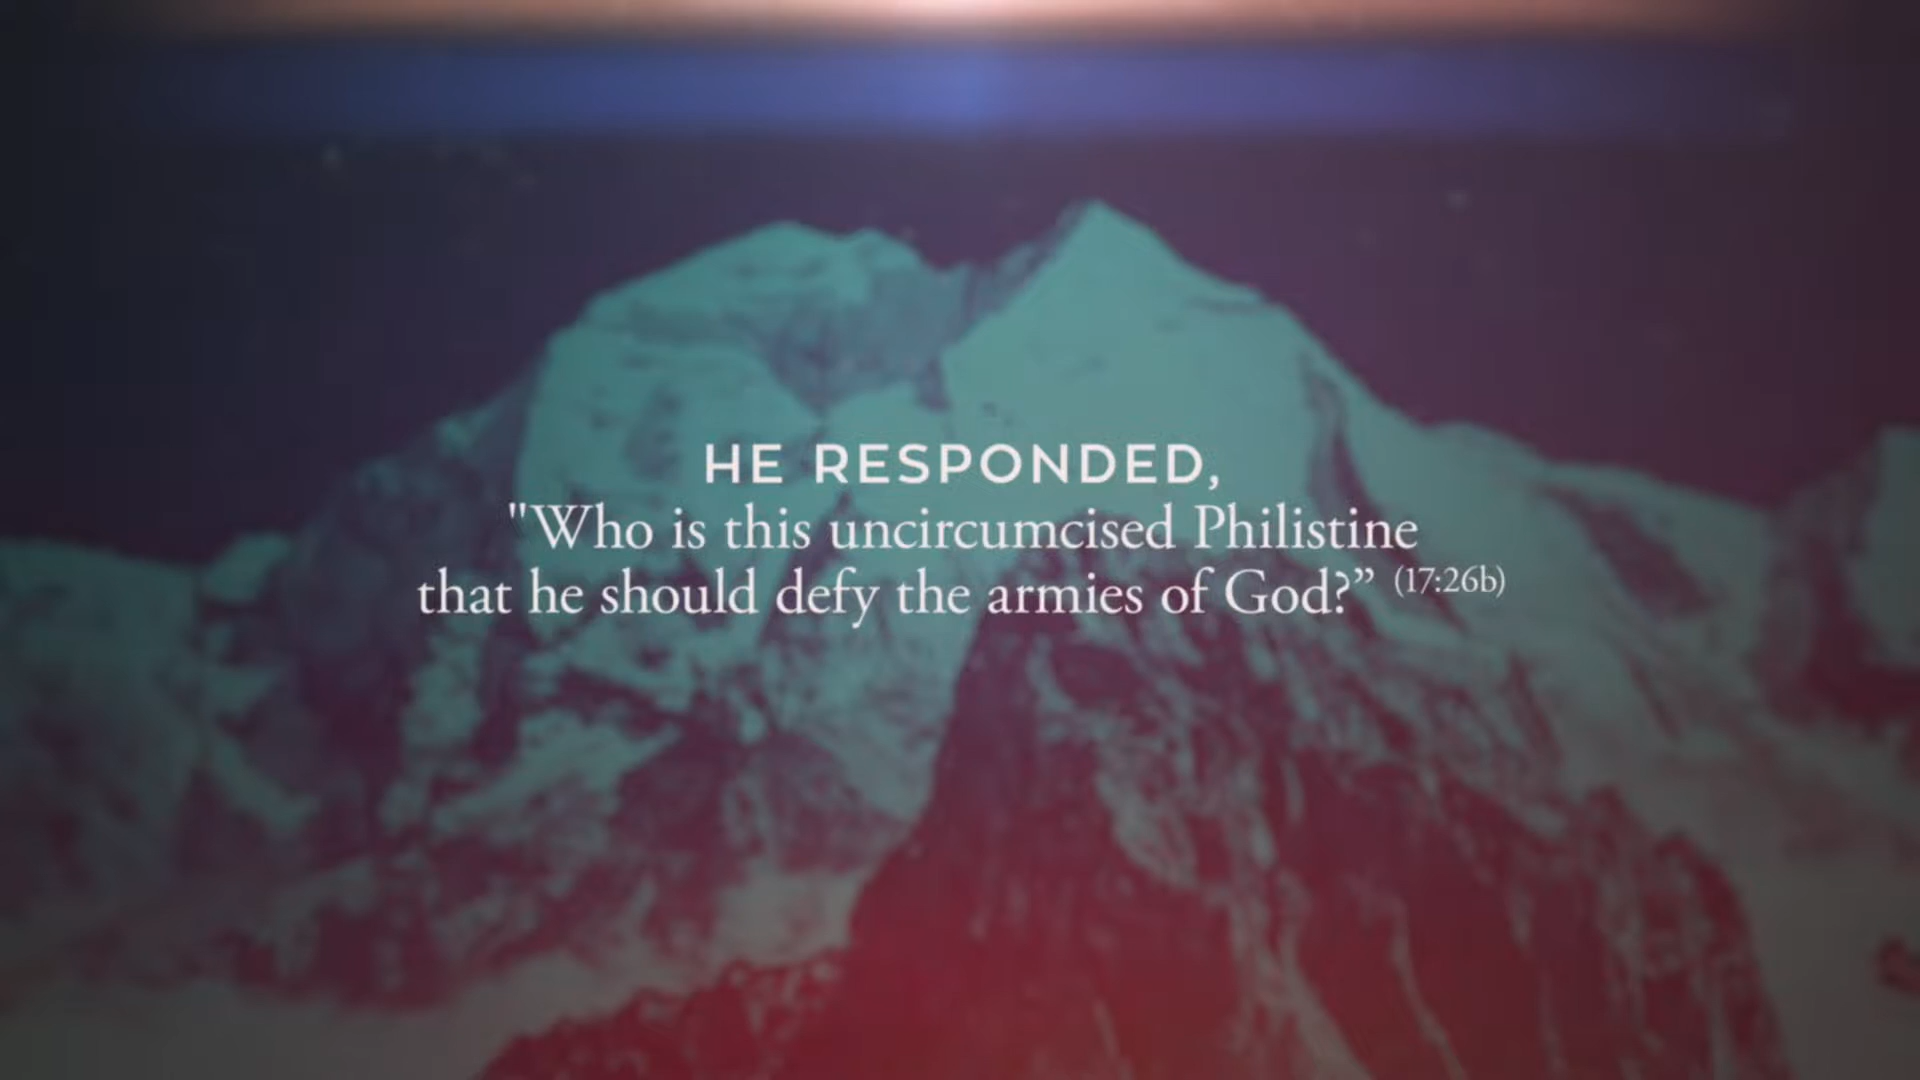 HE RESPONDED,
"Who is this uncircumcised Philistine
that he should defy the armies of God?” (17:26b)